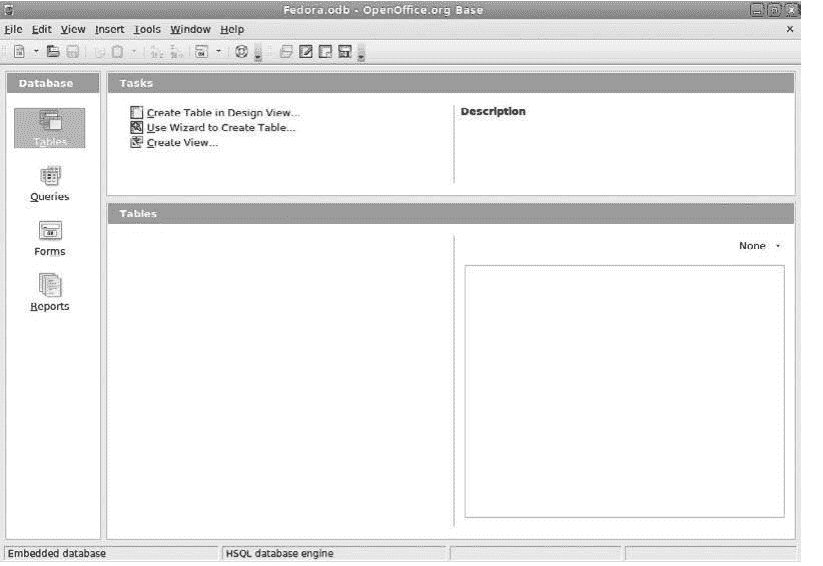 Fedora.odb - OpenOffice.org Base
File Edit View Insert Tools Window Help
Database
Tables
Queries
Forms
Reports
Tasks
Create Table in Design View...
Use Wizard to Create Table...
Create View...
Description
Tables
None
Embedded database
HSQL database engine